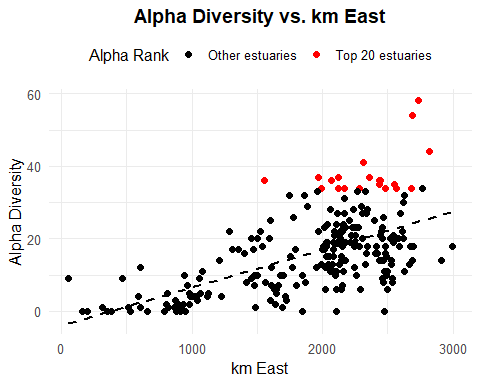 Alpha Diversity vs. km East
Alpha Rank Other estuaries Top 20 estuaries
Alpha Diversity
60
40
20
0
0 1000 2000 3000
km East